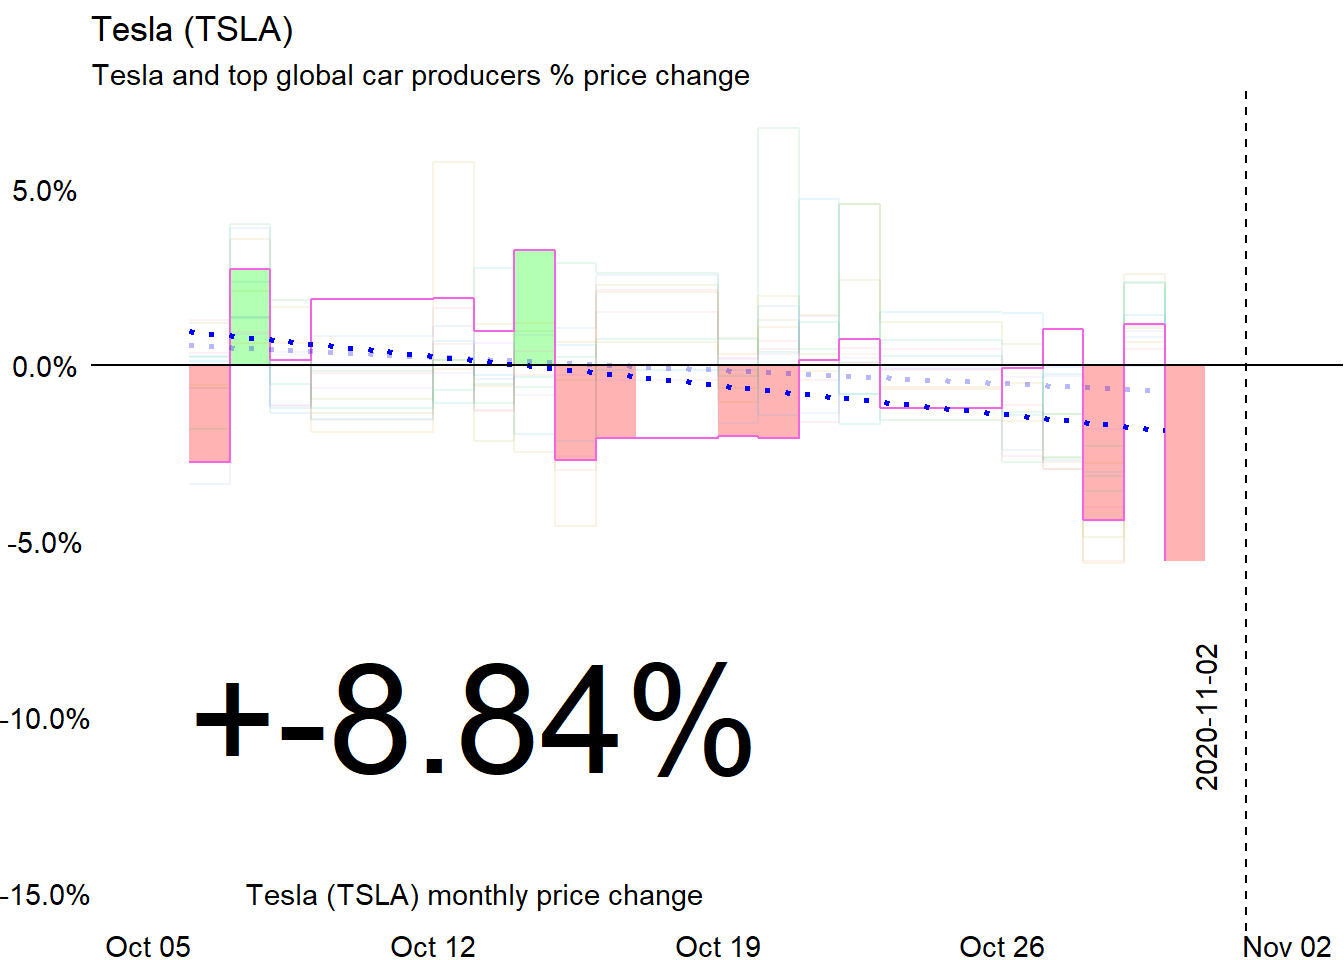 Tesla (TSLA)
Tesla and top global car producers % price change
5.0%
0.0%
-5.0%
-10.0%
-15.0%
+-8.84%
Tesla (TSLA) monthly price change
2020-11-02
Oct 05
Oct 12
Oct 19
Oct 26
Nov 02